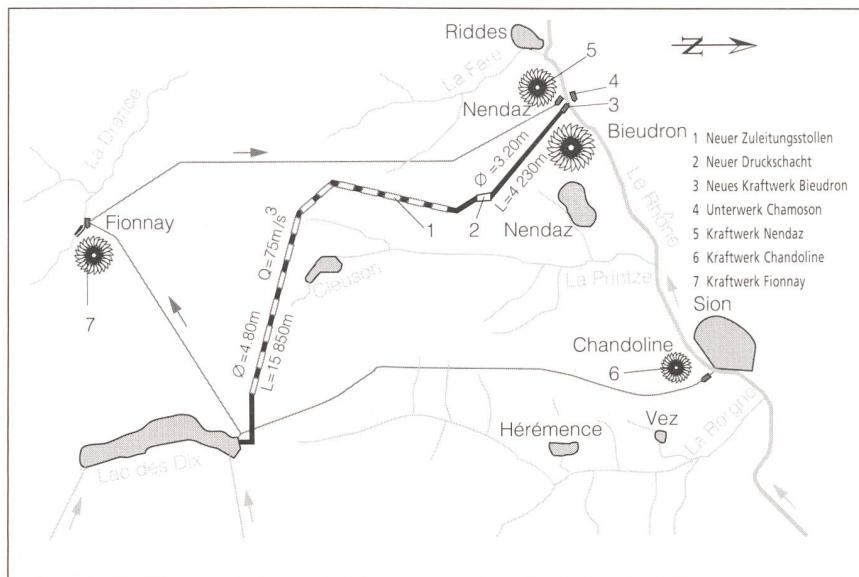 Riddes
5
4
3
N
La Fare
Nendaz
Bieudron
La Drance
Ø =3.20m
L=4 230m
1 Neuer Zuleitungsstollen
2 Neuer Druckschacht
3 Neues Kraftwerk Bieudron
4 Unterwerk Chamoson
5 Kraftwerk Nendaz
6 Kraftwerk Chandoline
7 Kraftwerk Fionnay
Fionnay
7
Q=75m/s³
1
2
Nendaz
Le Rhône
Cleuson
La Printze
Sion
Ø =4.80m
L=15 850m
Chandoline
6
Hérémence
Vez
La Borgne
Lac des Dix